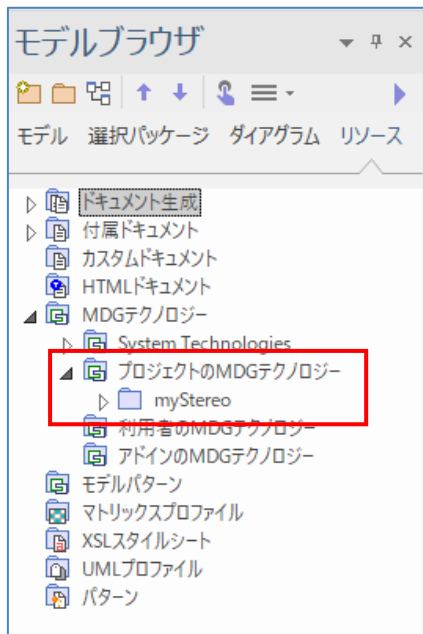 モデルブラウザ
モデル 選択パッケージ ダイアグラム リソース
ドキュメント生成
付属ドキュメント
カスタムドキュメント
HTMLドキュメント
MDGテクノロジー
System Technologies
プロジェクトのMDGテクノロジー
myStereo
利用者のMDGテクノロジー
アドインのMDGテクノロジー
モデルパターン
マトリックスプロファイル
XSLスタイルシート
UMLプロファイル
パターン